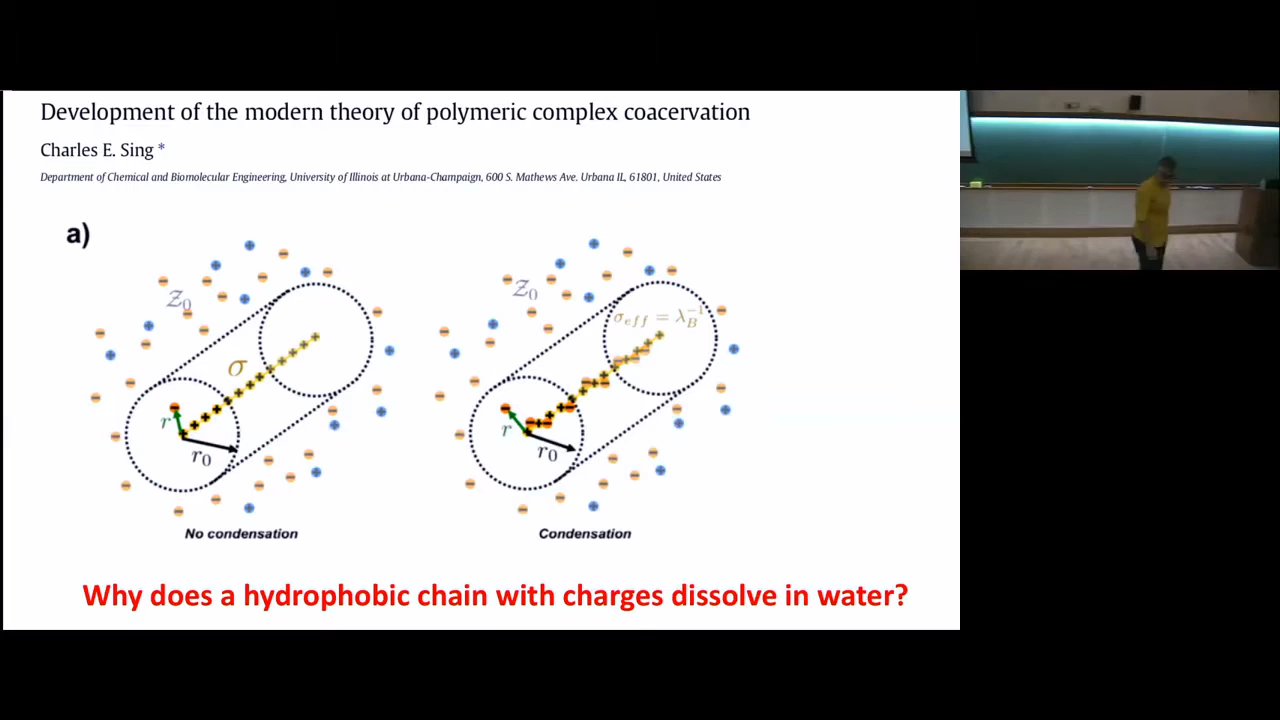 Development of the modern theory of polymeric complex coacervation
Charles E. Sing *
Department of Chemical and Biomolecular Engineering, University of Illinois at Urbana-Champaign, 600 S. Mathews Ave. Urbana IL, 61801, United States
a)
Z₀
σ
r
r₀
No condensation
Z₀
σ_eff = λ_B⁻¹
r
r₀
Condensation
Why does a hydrophobic chain with charges dissolve in water?